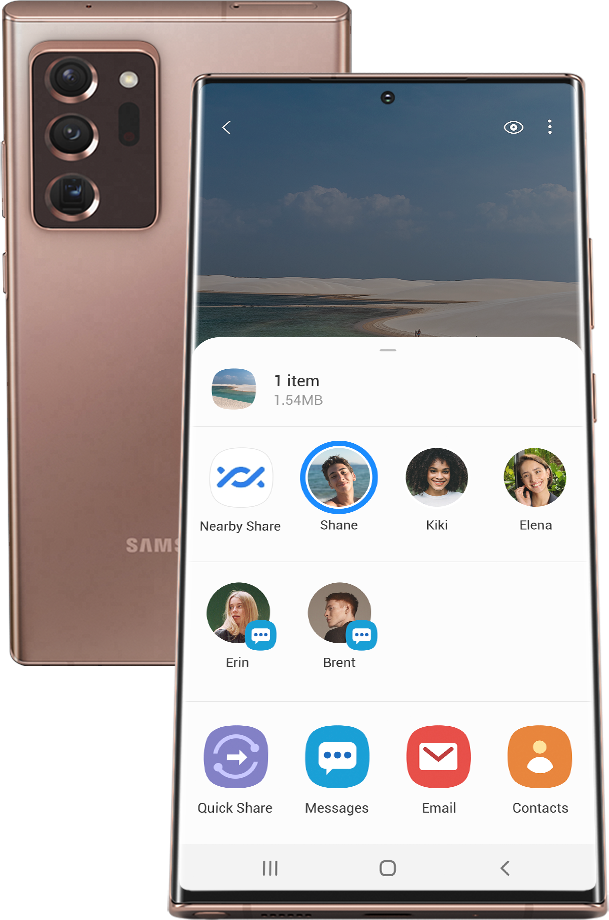 1 item
1.54MB
Nearby Share
Shane
Kiki
Elena
Erin
Brent
SAMS
Quick Share
Messages
Email
Contacts